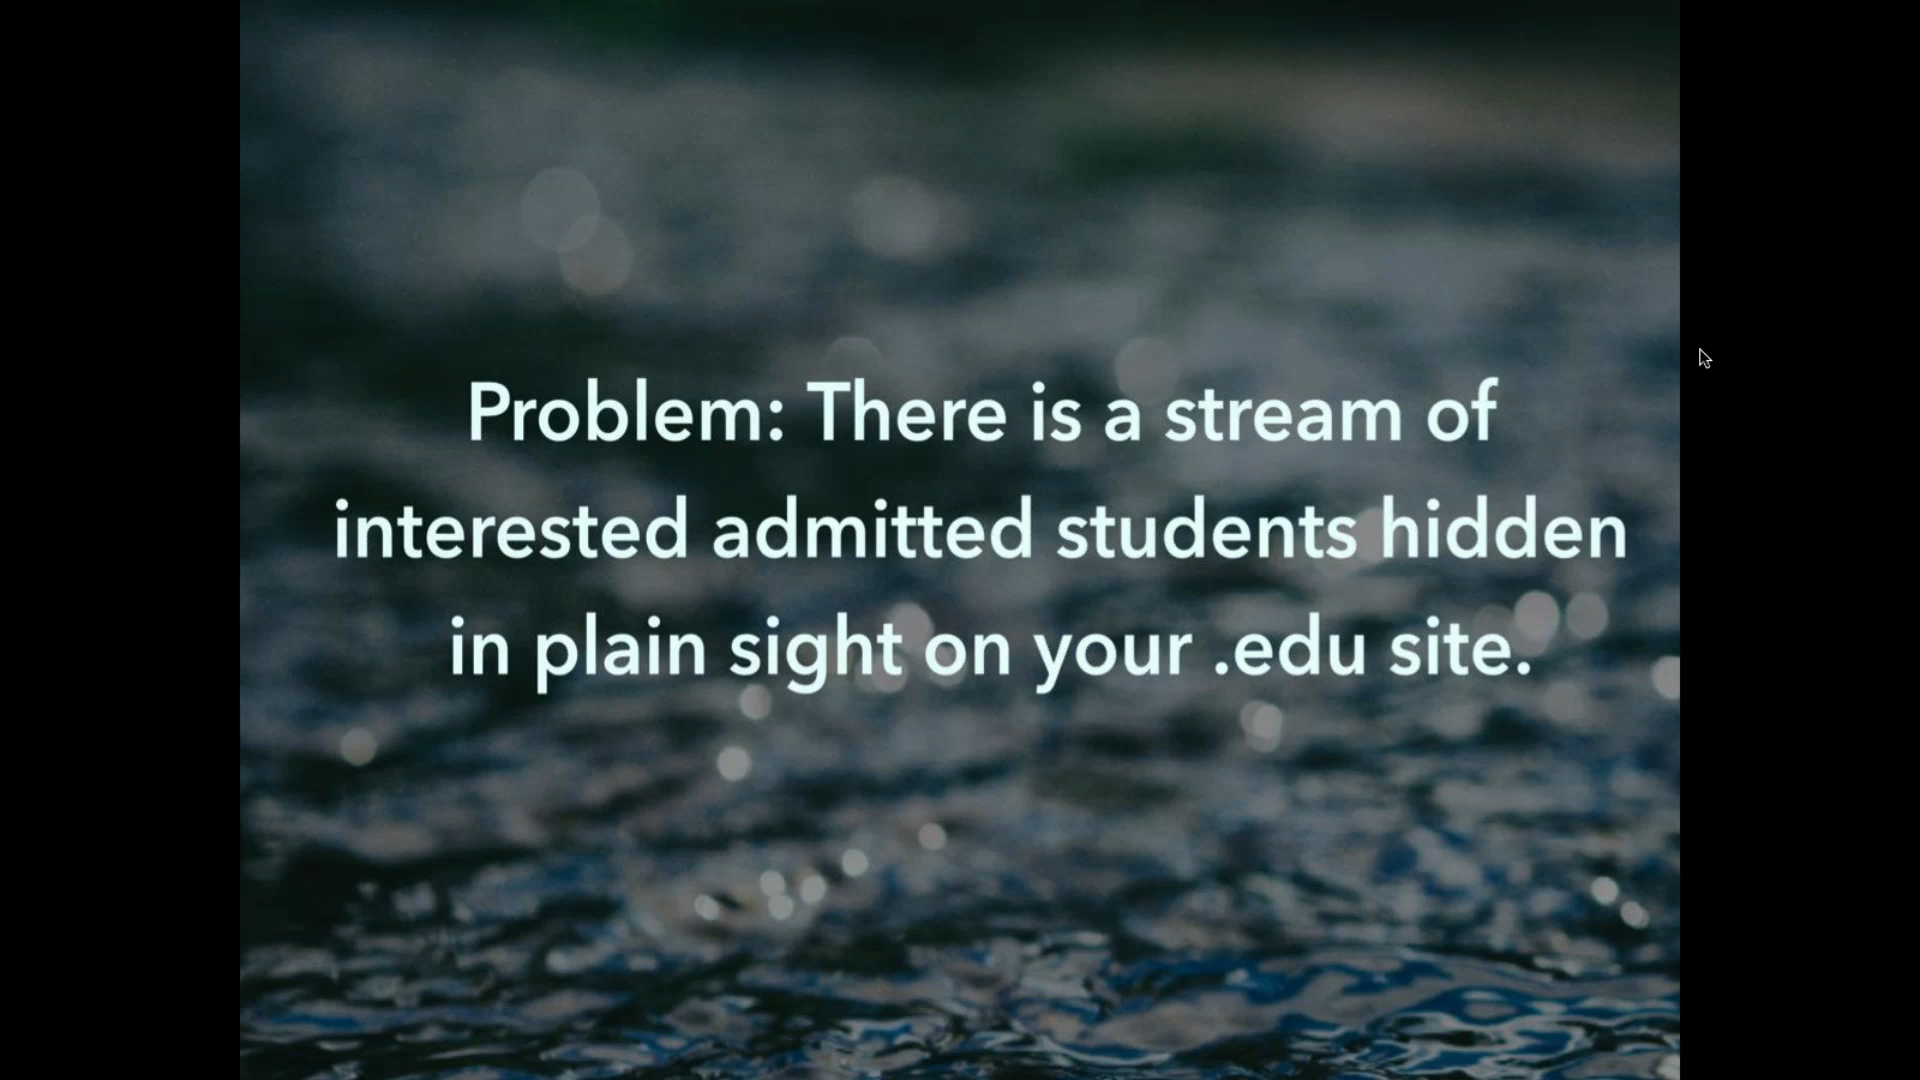 Problem: There is a stream of
interested admitted students hidden
in plain sight on your .edu site.